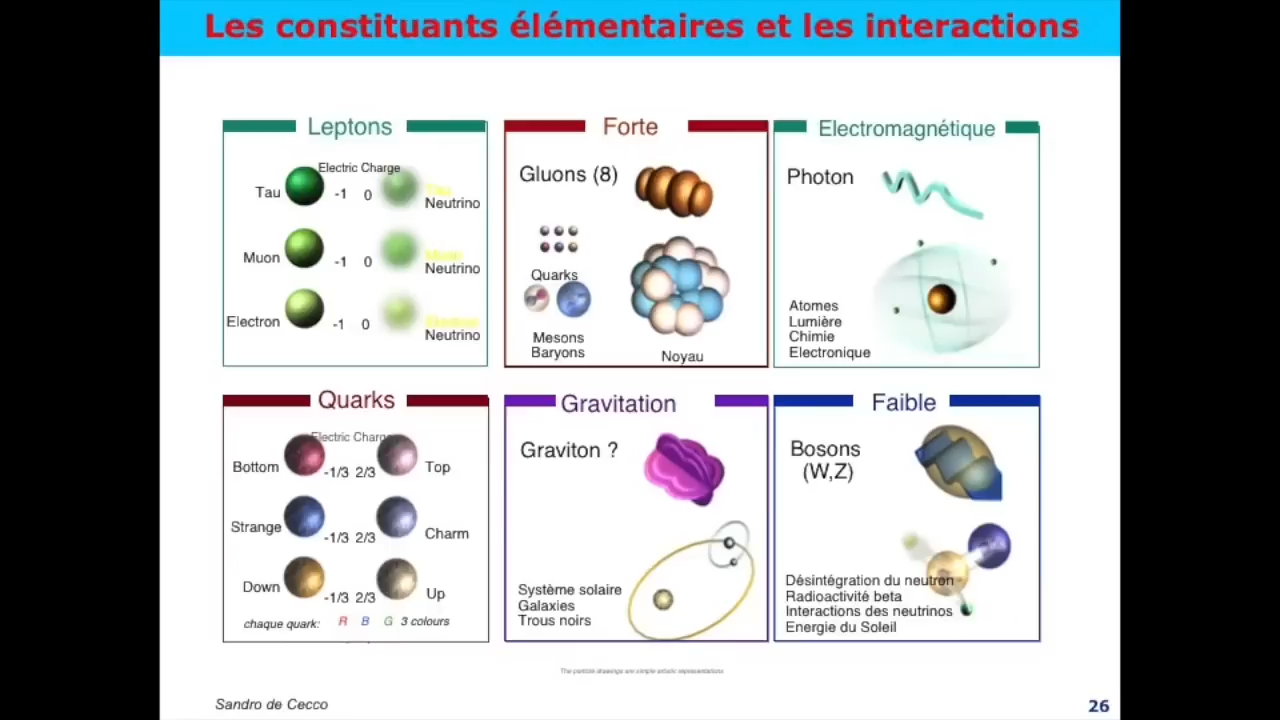 Les constituants élémentaires et les interactions
Leptons
Electric Charge
Tau -1 0 Tau
Neutrino
Muon -1 0 Muon
Neutrino
Electron -1 0 Electron
Neutrino
Forte
Gluons (8)
Quarks
Mesons
Baryons
Noyau
Electromagnétique
Photon
Atomes
Lumière
Chimie
Electronique
Quarks
Electric Charge
Bottom -1/3 2/3 Top
Strange -1/3 2/3 Charm
Down -1/3 2/3 Up
chaque quark: R B G 3 colours
Gravitation
Graviton ?
Système solaire
Galaxies
Trous noirs
Faible
Bosons
(W,Z)
Désintégration du neutron
Radioactivité beta
Interactions des neutrinos
Energie du Soleil
The particle drawings are simple artistic representations
Sandro de Cecco
26